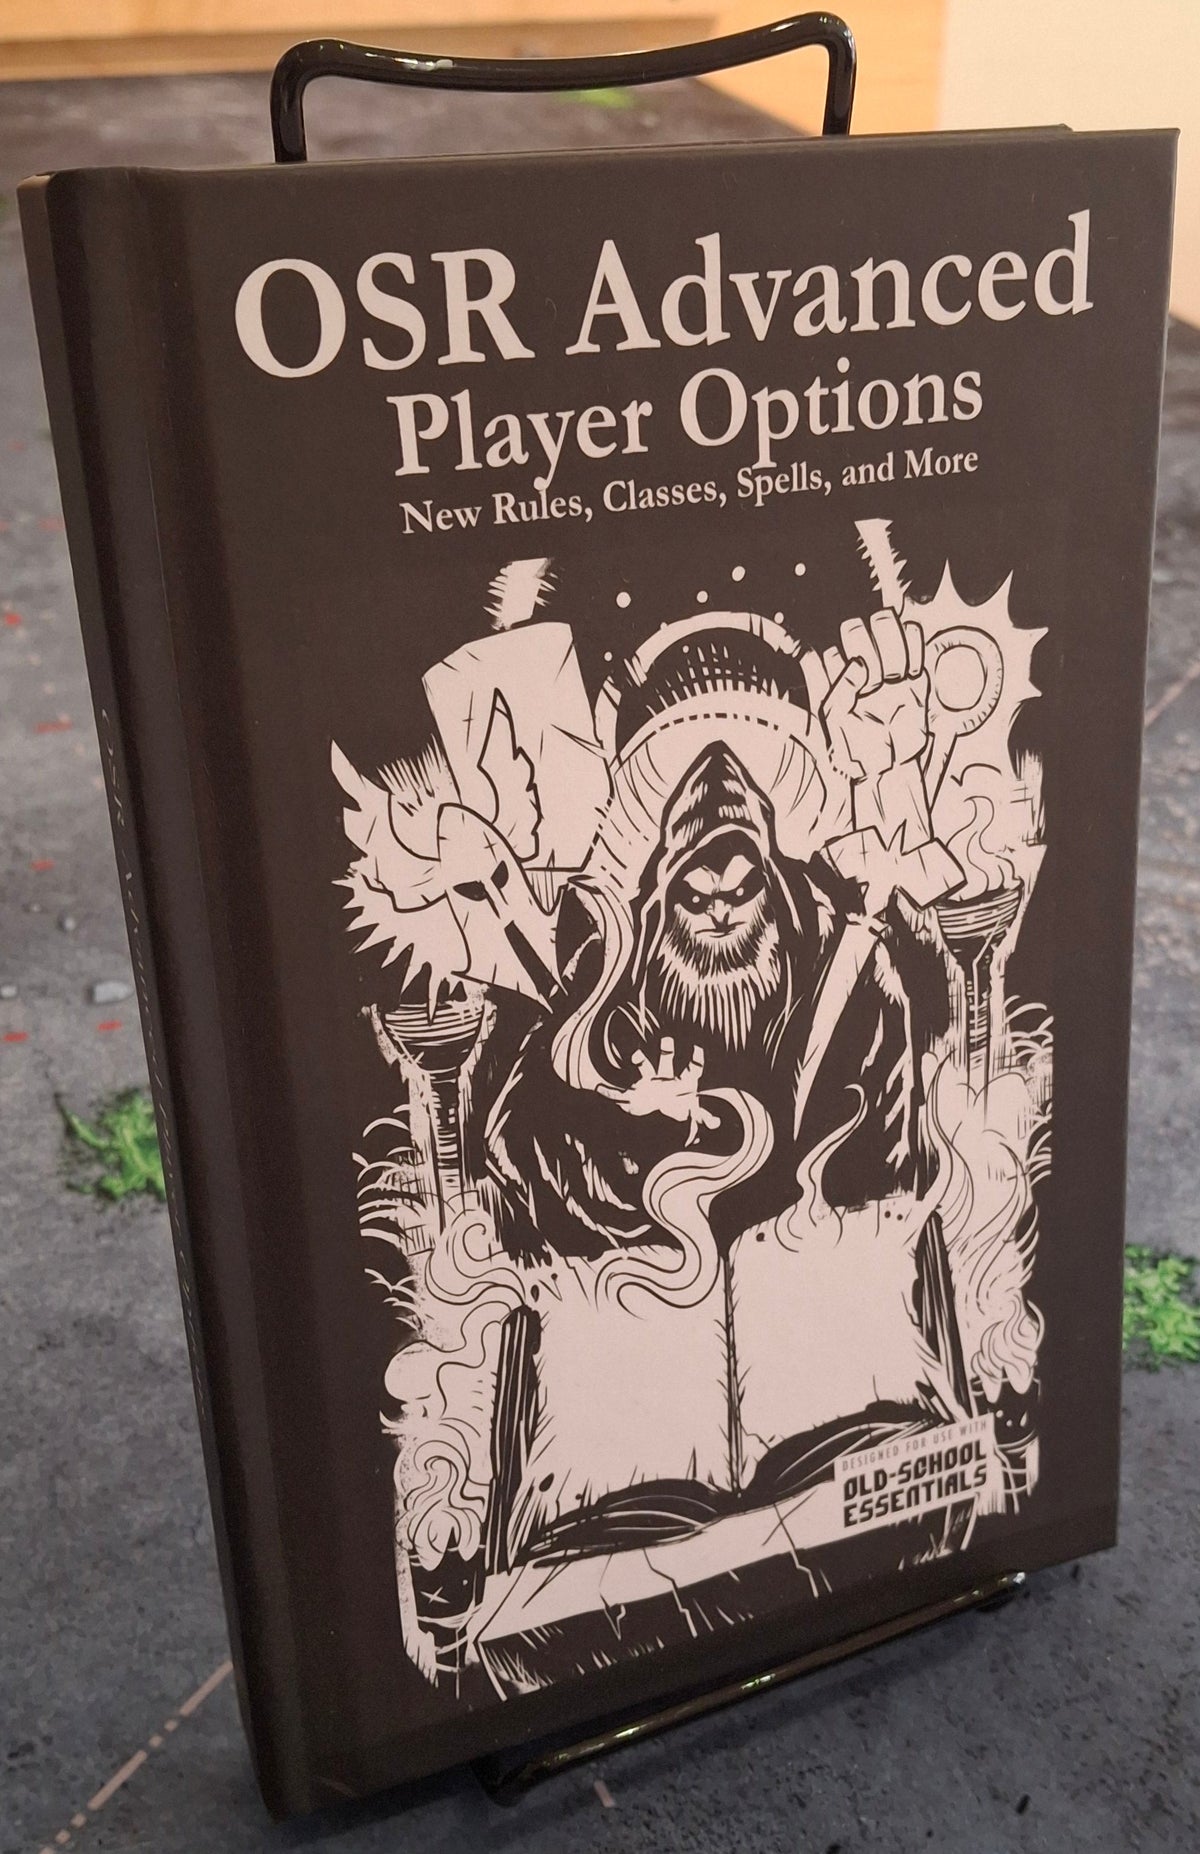 OSR Advanced
Player Options
New Rules, Classes, Spells, and More
DESIGNED FOR USE WITH
OLD-SCHOOL
ESSENTIALS